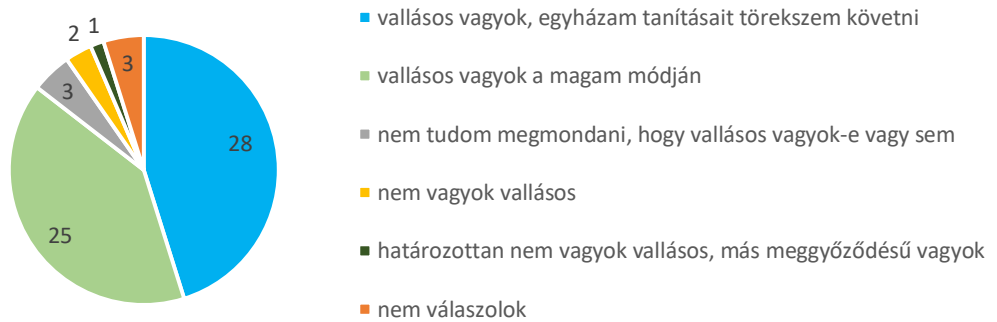 28
25
3
2
1
3
vallásos vagyok, egyházam tanításait törekszem követni
vallásos vagyok a magam módján
nem tudom megmondani, hogy vallásos vagyok-e vagy sem
nem vagyok vallásos
határozottan nem vagyok vallásos, más meggyőződésű vagyok
nem válaszolok